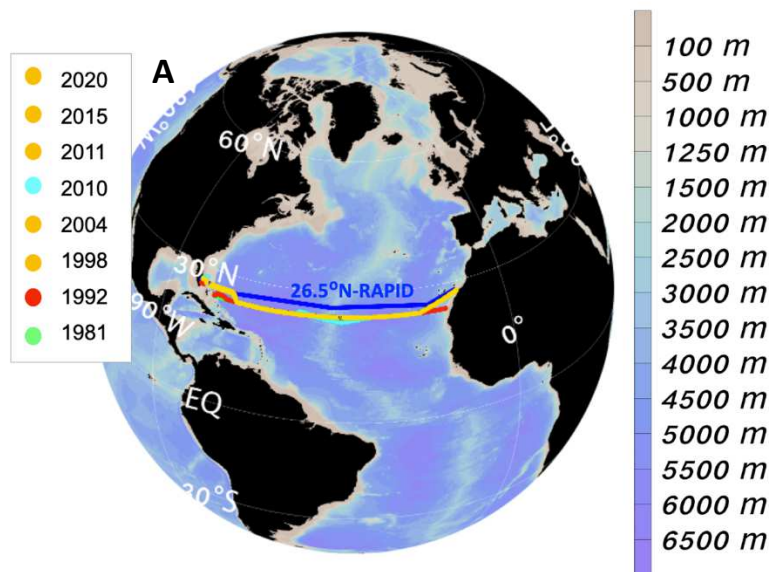 A
2020
2015
2011
2010
2004
1998
1992
1981
60°N
30°N
26.5°N-RAPID
90°W
0°
EQ
30°S
100 m
500 m
1000 m
1250 m
1500 m
2000 m
2500 m
3000 m
3500 m
4000 m
4500 m
5000 m
5500 m
6000 m
6500 m